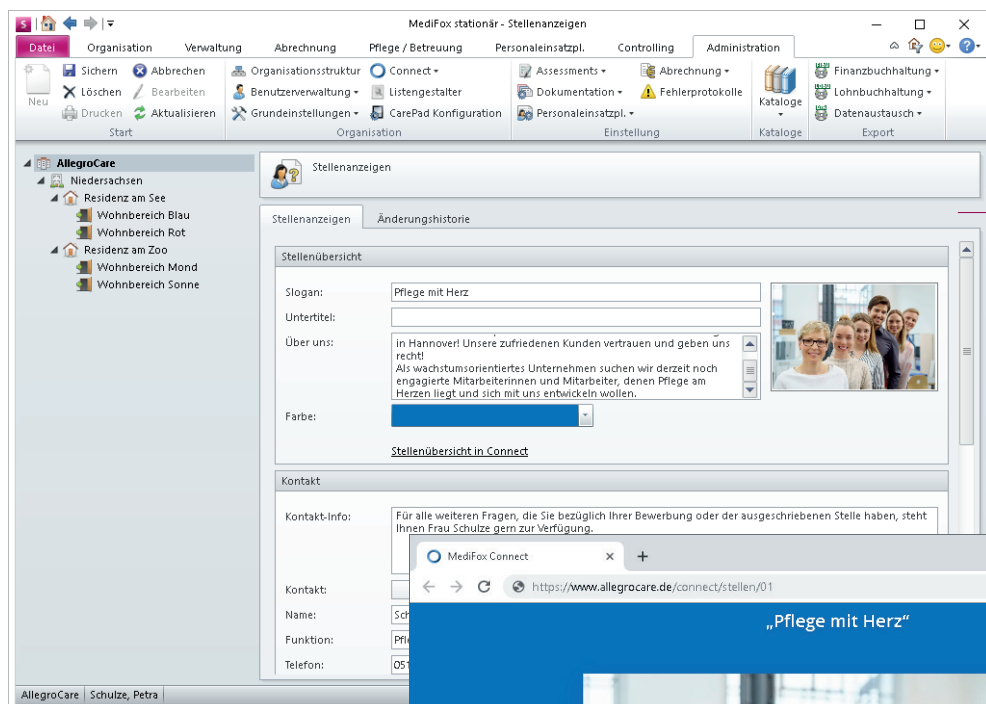 MediFox stationär - Stellenanzeigen
Datei Organisation Verwaltung Abrechnung Pflege / Betreuung Personaleinsatzpl. Controlling Administration
Neu
Sichern Abbrechen
Löschen Bearbeiten
Drucken Aktualisieren
Start
Organisationsstruktur Connect
Benutzerverwaltung Listengestalter
Grundeinstellungen CarePad Konfiguration
Organisation
Assessments Abrechnung
Dokumentation Fehlerprotokolle
Personaleinsatzpl.
Einstellung
Kataloge
Kataloge
Finanzbuchhaltung
Lohnbuchhaltung
Datenaustausch
Export
AllegroCare
Niedersachsen
Residenz am See
Wohnbereich Blau
Wohnbereich Rot
Residenz am Zoo
Wohnbereich Mond
Wohnbereich Sonne
Stellenanzeigen
Stellenanzeigen Änderungshistorie
Stellenübersicht
Slogan: Pflege mit Herz
Untertitel:
Über uns:
in Hannover! Unsere zufriedenen Kunden vertrauen und geben uns
recht!
Als wachstumsorientiertes Unternehmen suchen wir derzeit noch
engagierte Mitarbeiterinnen und Mitarbeiter, denen Pflege am
Herzen liegt und sich mit uns entwickeln wollen.
Farbe:
Stellenübersicht in Connect
Kontakt
Kontakt-Info: Für alle weiteren Fragen, die Sie bezüglich Ihrer Bewerbung oder der ausgeschriebenen Stelle haben, steht
Ihnen Frau Schulze gern zur Verfügung.
Kontakt:
Name: Sch
Funktion: Pfle
Telefon: 051
MediFox Connect
https://www.allegrocare.de/connect/stellen/01
„Pflege mit Herz“
AllegroCare Schulze, Petra